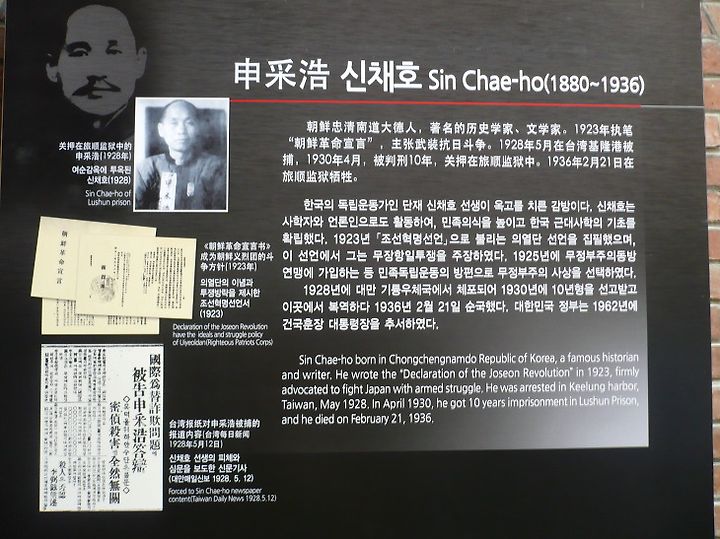 申采浩 신채호 Sin Chae-ho(1880~1936)
关押在旅顺监狱中的
申采浩(1928年)
여순감옥에 투옥된
신채호(1928)
Sin Chae-ho of
Lushun prison
朝鲜忠清南道大德人，著名的历史学家、文学家。1923年执笔
“朝鲜革命宣言”，主张武装抗日斗争。1928年5月在台湾基隆港被
捕，1930年4月，被判刑10年，关押在旅顺监狱中。1936年2月21日在
旅顺监狱牺牲。
한국의 독립운동가인 단재 신채호 선생이 옥고를 치른 감방이다. 신채호는
사학자와 언론인으로도 활동하여, 민족의식을 높이고 한국 근대사학의 기초를
확립했다. 1923년 「조선혁명선언」으로 불리는 의열단 선언을 집필했으며,
이 선언에서 그는 무장항일투쟁을 주장하였다. 1925년에 무정부주의동방
연맹에 가입하는 등 민족독립운동의 방편으로 무정부주의 사상을 선택하였다.
1928년에 대만 기륭우체국에서 체포되어 1930년에 10년형을 선고받고
이곳에서 복역하다 1936년 2월 21일 순국했다. 대한민국 정부는 1962년에
건국훈장 대통령장을 추서하였다.
Sin Chae-ho born in Chongchengnamdo Republic of Korea, a famous historian
and writer. He wrote the "Declaration of the Joseon Revolution" in 1923, firmly
advocated to fight Japan with armed struggle. He was arrested in Keelung harbor,
Taiwan, May 1928. In April 1930, he got 10 years imprisonment in Lushun Prison,
and he died on February 21, 1936.
朝鮮革命宣言
《朝鲜革命宣言书》
成为朝鲜义烈团的斗
争方针(1923年)
의열단의 이념과
투쟁방략을 제시한
조선혁명선언서
(1923)
Declaration of the Joseon Revolution
have the ideals and struggle policy
of Uiyeoldan(Righteous Patriots Corps)
國際爲替詐欺問題
被告申采浩答辯
密偵殺害 全然無關
台湾报纸对申采浩被捕的
报道内容(台湾每日新闻
1928年5月12日)
신채호 선생의 피체와
심문을 보도한 신문기사
(대만매일신보 1928. 5. 12)
Forced to Sin Chae-ho newspaper
content(Taiwan Daily News 1928.5.12)